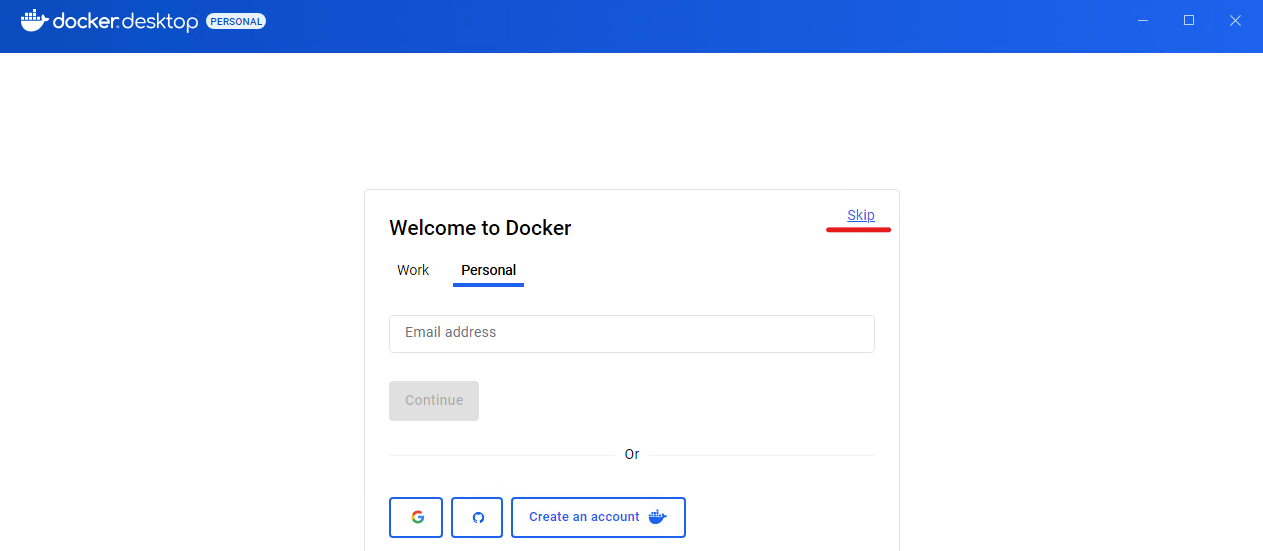 docker desktop PERSONAL
Skip
Welcome to Docker
Work Personal
Email address
Continue
Or
Create an account